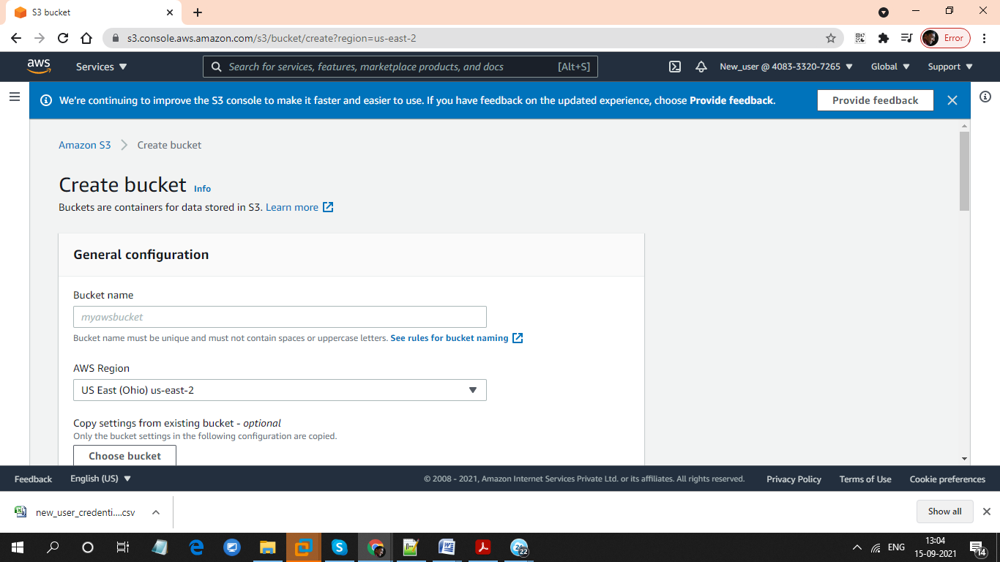 S3 bucket
s3.console.aws.amazon.com/s3/bucket/create?region=us-east-2
Error
aws
Services
Search for services, features, marketplace products, and docs [Alt+S]
New_user @ 4083-3320-7265
Global
Support
We're continuing to improve the S3 console to make it faster and easier to use. If you have feedback on the updated experience, choose Provide feedback.
Provide feedback
Amazon S3 Create bucket
Create bucket Info
Buckets are containers for data stored in S3. Learn more
General configuration
Bucket name
myawsbucket
Bucket name must be unique and must not contain spaces or uppercase letters. See rules for bucket naming
AWS Region
US East (Ohio) us-east-2
Copy settings from existing bucket - optional
Only the bucket settings in the following configuration are copied.
Choose bucket
Feedback English (US) © 2008 - 2021, Amazon Internet Services Private Ltd. or its affiliates. All rights reserved. Privacy Policy Terms of Use Cookie preferences
new_user_credenti....csv
Show all
ENG
13:04
15-09-2021
14
22